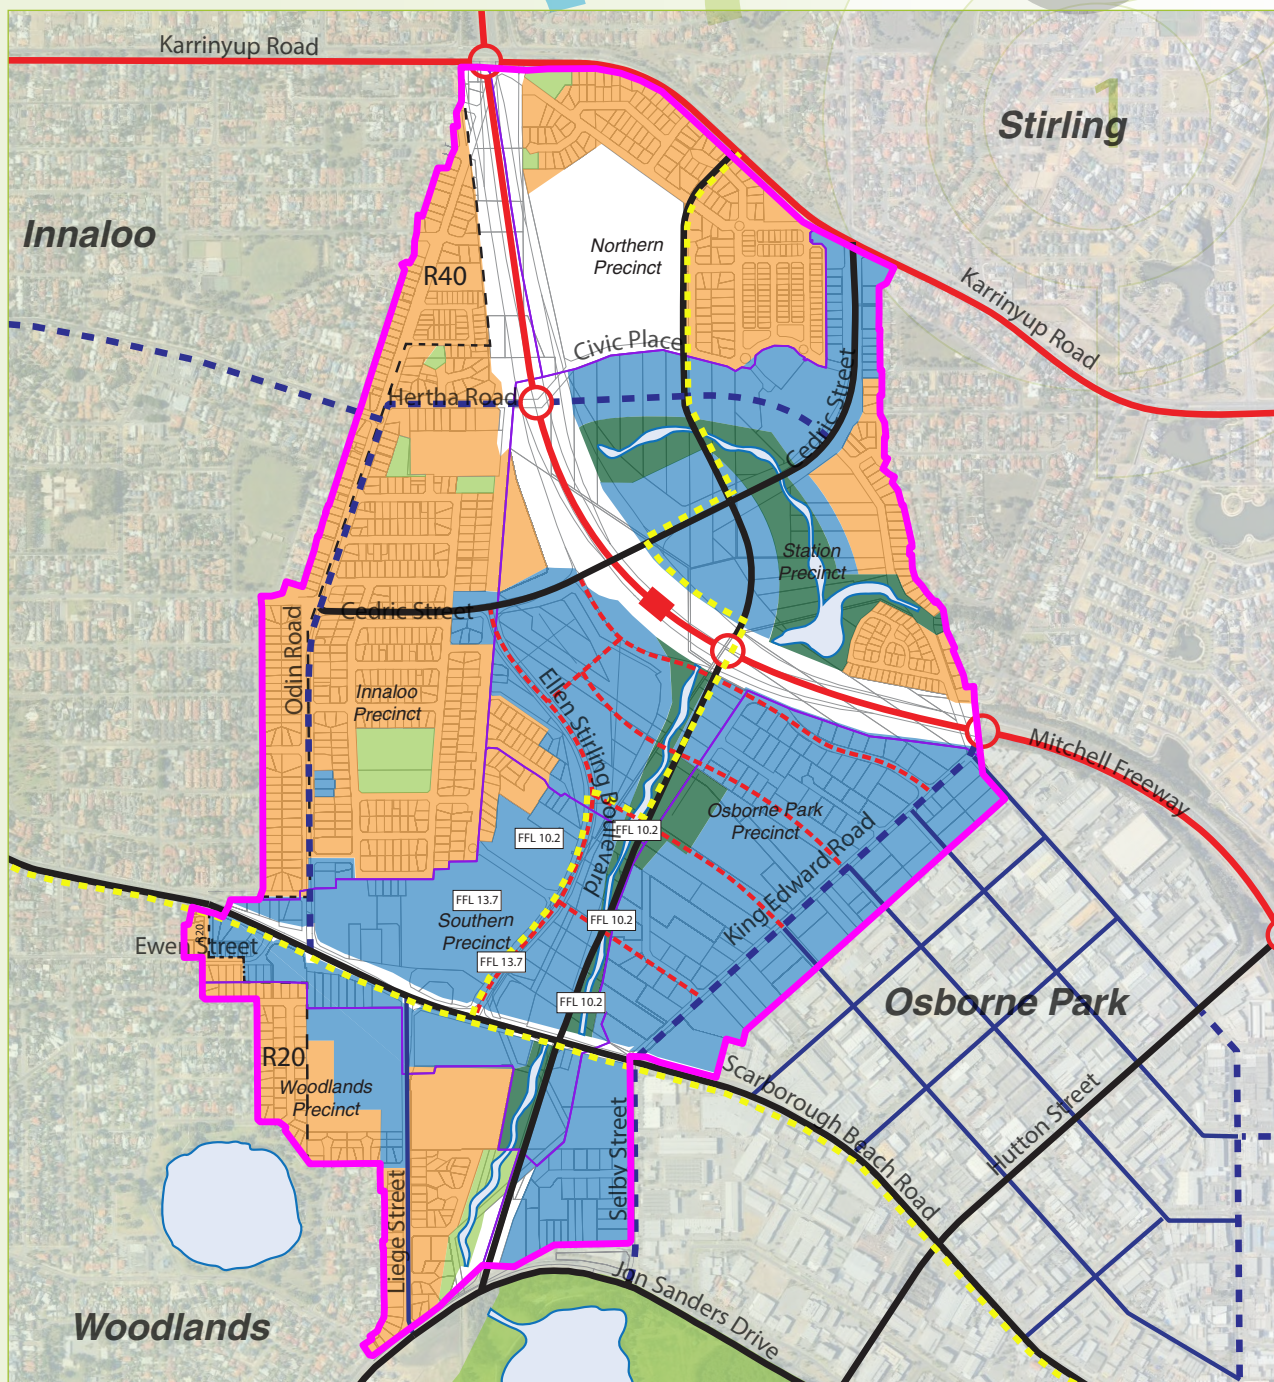 Karrinyup Road
1
Stirling
Innaloo
Northern
Precinct
R40
Karrinyup Road
Civic Place
Hertha Road
Cedric Street
Station
Precinct
Cedric Street
Odin Road
Innaloo
Precinct
Ellen Stirling Boulevard
Mitchell Freeway
Osborne Park
Precinct
FFL 10.2
FFL 10.2
King Edward Road
FFL 13.7
Southern
Precinct
FFL 10.2
R20
Ewen Street
FFL 13.7
FFL 10.2
Osborne Park
R20
Woodlands
Precinct
Scarborough Beach Road
Hutton Street
Selby Street
Liege Street
Jon Sanders Drive
Woodlands